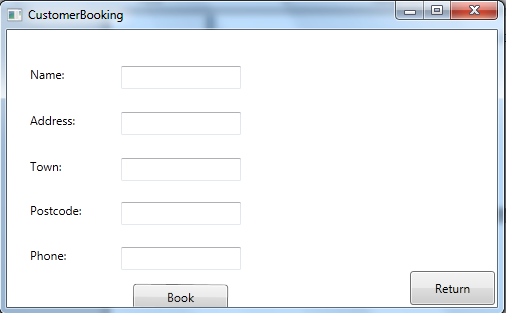 CustomerBooking
Name:
Address:
Town:
Postcode:
Phone:
Book
Return